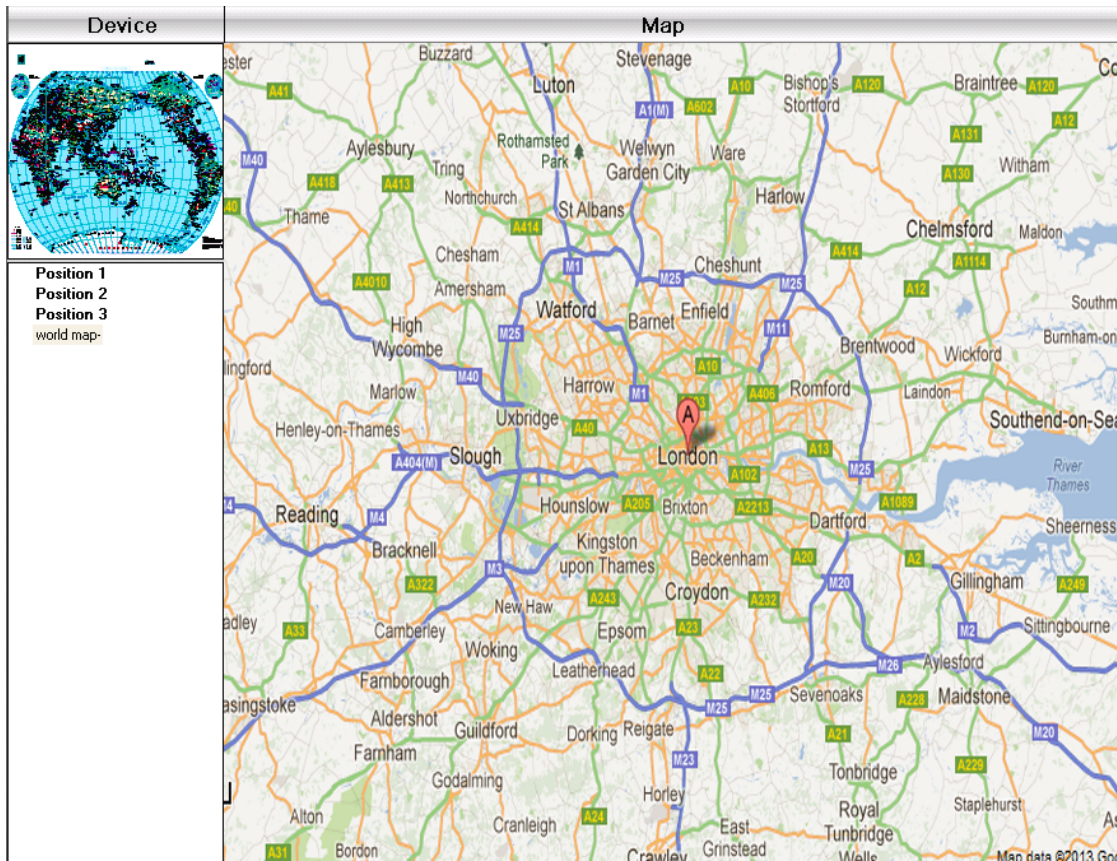 Device
Map
Position 1
Position 2
Position 3
world map-
Buzzard
Stevenage
Luton
A10
Bishop's
Stortford
A120
Braintree
A120
A41
A1(M)
A602
A12
A131
Rothamsted
Park
M40
Aylesbury
Tring
Welwyn
Garden City
Ware
Witham
A130
A418
A413
Northchurch
Harlow
Thame
St Albans
A414
Chelmsford
Maldon
Chesham
A414
A1114
M1
M25
Cheshunt
M25
A4010
Amersham
A12
Watford
Enfield
Barnet
M11
High
Wycombe
M25
Brentwood
Wickford
Burnham-on
M40
A10
Marlow
Harrow
M1
A406
Romford
Laindon
Uxbridge
A40
A
Southend-on-Sea
Henley-on-Thames
A404(M)
Slough
London
A13
M25
River
Thames
A102
A1089
Hounslow
A205
Brixton
A2213
Reading
M4
Dartford
Sheerness
Bracknell
Kingston
upon Thames
Beckenham
A20
A2
M3
A322
M20
Gillingham
A249
New Haw
A243
Croydon
A232
A33
Camberley
Epsom
A23
M2
Sittingbourne
Woking
Leatherhead
A22
M26
Aylesford
Farnborough
M25
M25
Sevenoaks
A228
Maidstone
Aldershot
Guildford
Dorking
Reigate
A21
M20
Farnham
M23
Godalming
Tonbridge
A229
Horley
Staplehurst
Alton
Cranleigh
A24
Royal
Tunbridge
Wells
A31
Bordon
Crawley
East
Grinstead
Map data ©2013